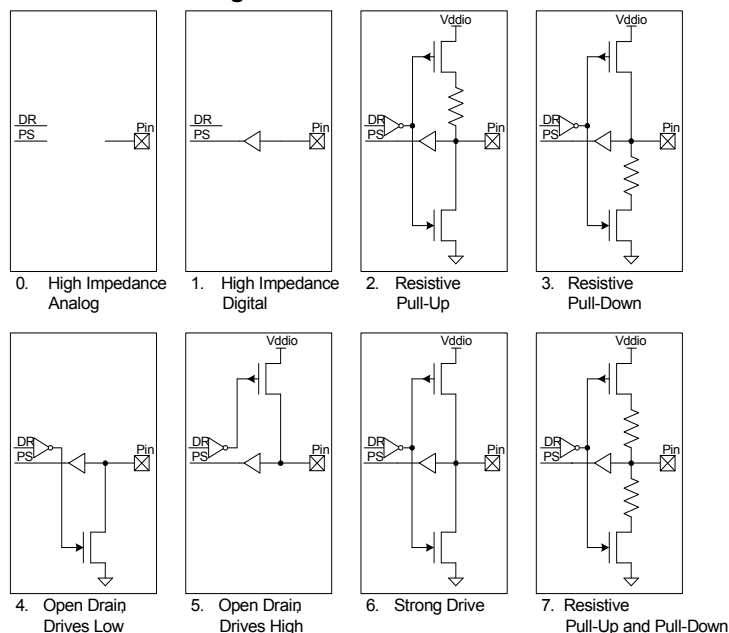 Vddio
Vddio
DR
PS
Pin
DR
PS
Pin
DR
PS
Pin
DR
PS
Pin
0. High Impedance
Analog
1. High Impedance
Digital
2. Resistive
Pull-Up
3. Resistive
Pull-Down
Vddio
Vddio
Vddio
DR
PS
Pin
DR
PS
Pin
DR
PS
Pin
DR
PS
Pin
4. Open Drain,
Drives Low
5. Open Drain,
Drives High
6. Strong Drive
7. Resistive
Pull-Up and Pull-Down